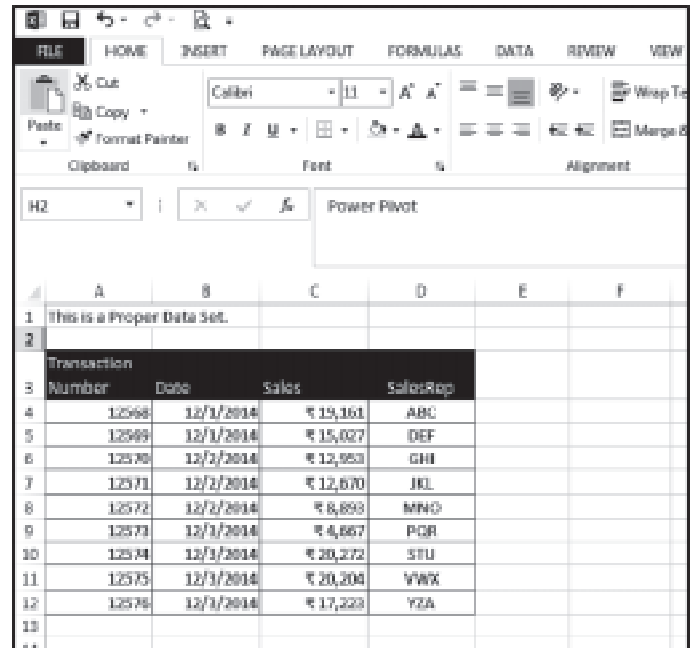 FILE HOME INSERT PAGE LAYOUT FORMULAS DATA REVIEW VIEW
Cut
Copy
Paste
Format Painter
Calibri 11
B I U
Wrap Te
Merge &
Clipboard Font Alignment
H2 fx Power Pivot
A B C D E F
1 This is a Proper Data Set.
2
Transaction
3 Number Date Sales SalesRep
4 12568 12/1/2014 ₹ 19,161 ABC
5 12569 12/1/2014 ₹ 15,027 DEF
6 12570 12/2/2014 ₹ 12,953 GHI
7 12571 12/2/2014 ₹ 12,670 JKL
8 12572 12/2/2014 ₹ 8,893 MNO
9 12573 12/3/2014 ₹ 4,667 PQR
10 12574 12/3/2014 ₹ 20,272 STU
11 12575 12/3/2014 ₹ 20,204 VWX
12 12576 12/3/2014 ₹ 17,223 YZA
13